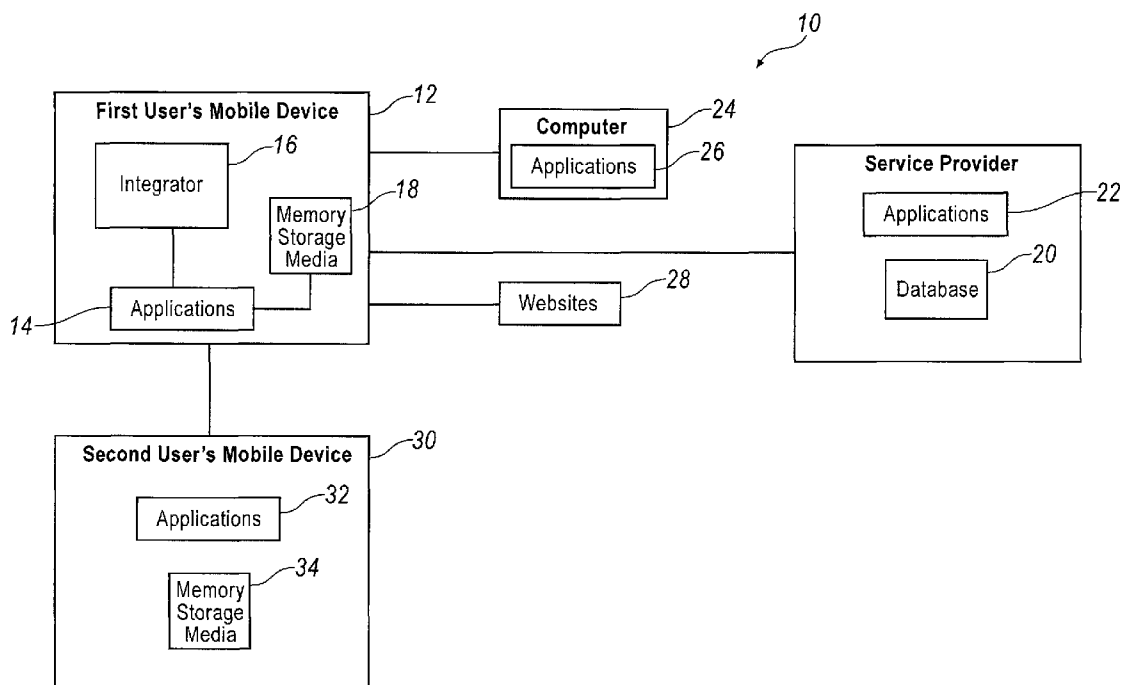 10
First User's Mobile Device
12
16
Integrator
18
Memory
Storage
Media
14
Applications
Computer
24
Applications
26
Websites
28
Service Provider
Applications
22
20
Database
Second User's Mobile Device
30
32
Applications
34
Memory
Storage
Media